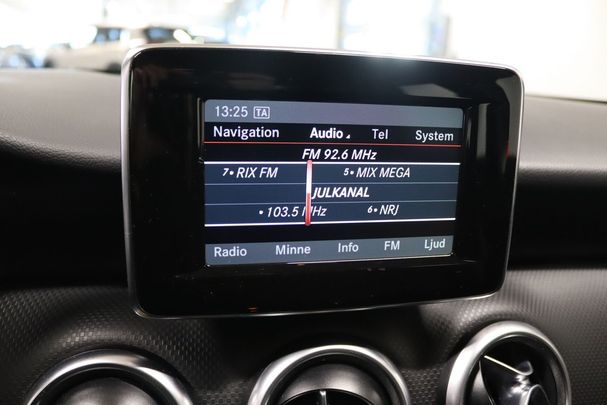 13:25 TA
Navigation Audio Tel System
FM 92.6 MHz
7• RIX FM 5• MIX MEGA
JULKANAL
• 103.5 MHz 6• NRJ
Radio Minne Info FM Ljud